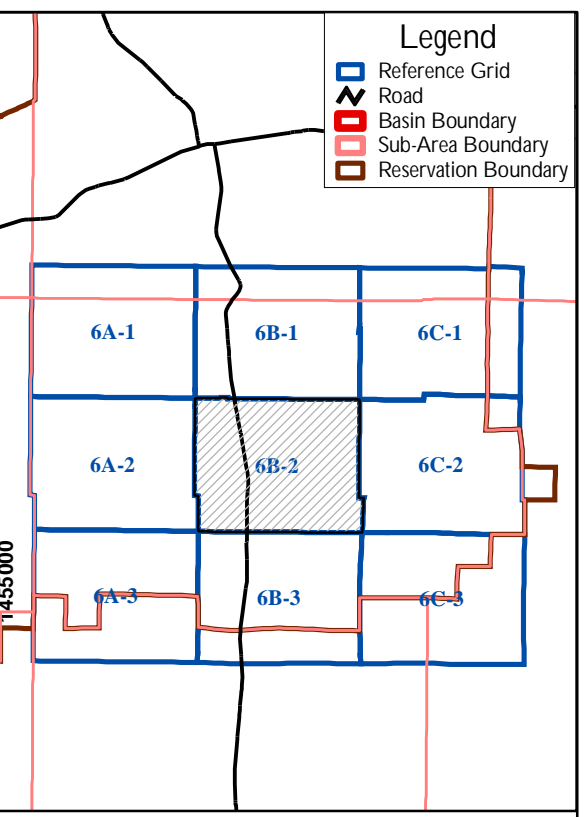 Legend
Reference Grid
Road
Basin Boundary
Sub-Area Boundary
Reservation Boundary
6A-1
6B-1
6C-1
6A-2
6B-2
6C-2
6A-3
6B-3
6C-3
1455000